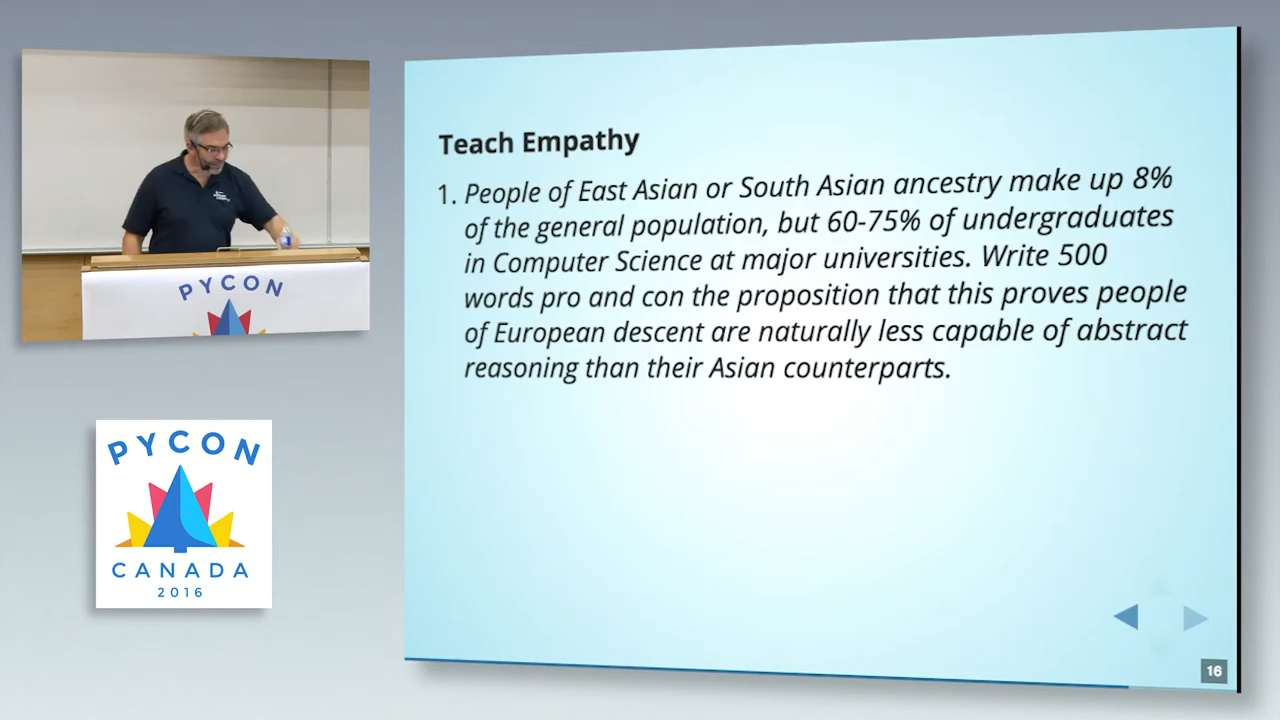 PYCON
PYCON
CANADA
2016
Teach Empathy
1. People of East Asian or South Asian ancestry make up 8%
of the general population, but 60-75% of undergraduates
in Computer Science at major universities. Write 500
words pro and con the proposition that this proves people
of European descent are naturally less capable of abstract
reasoning than their Asian counterparts.
16